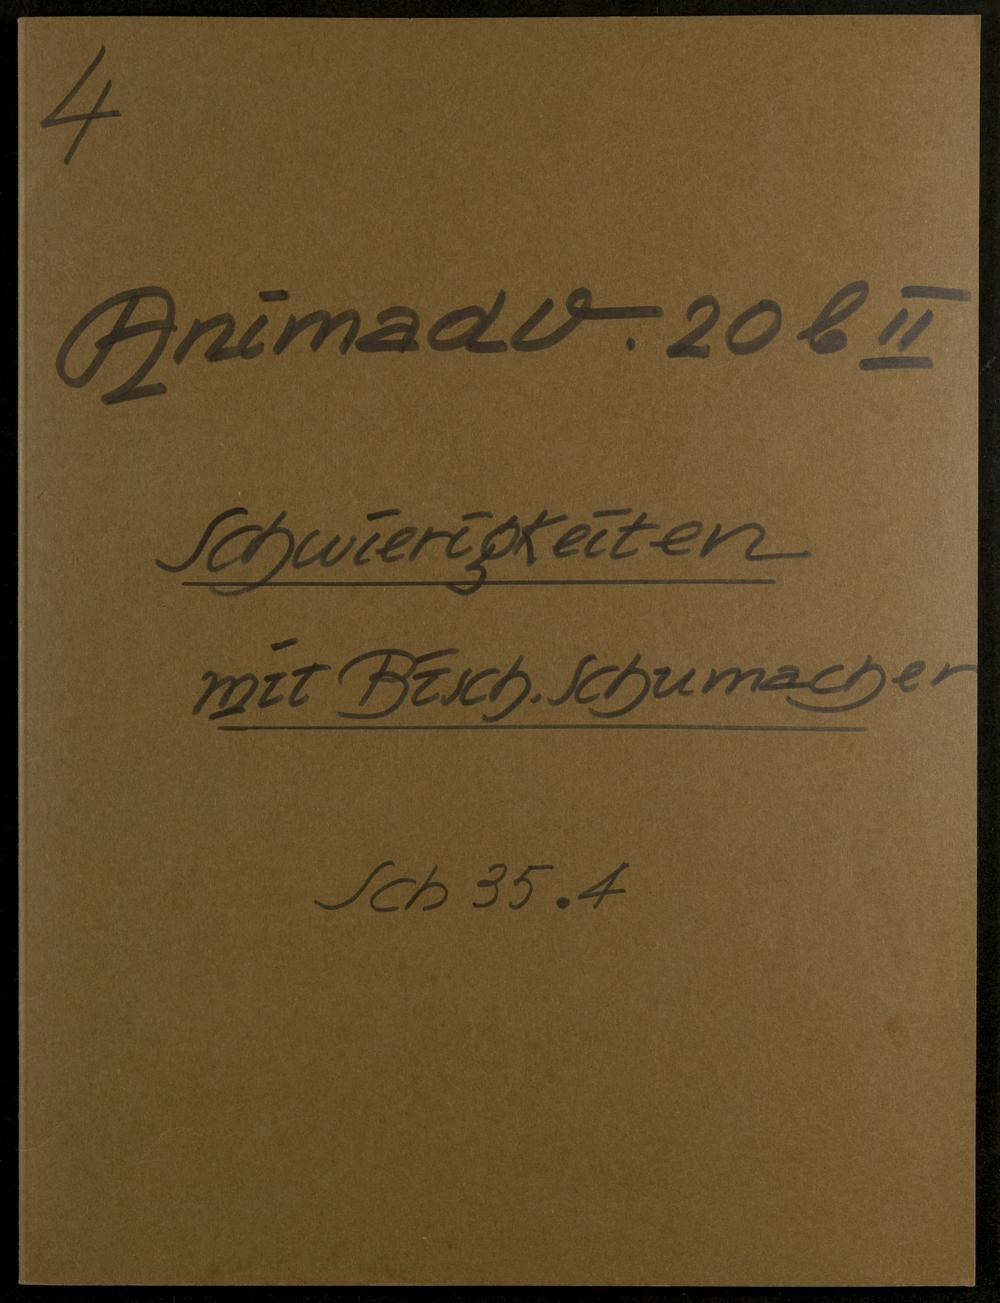 4
Animadv. 20 b II
Schwierigkeiten
mit Bisch. Schumacher
Sch 35.4